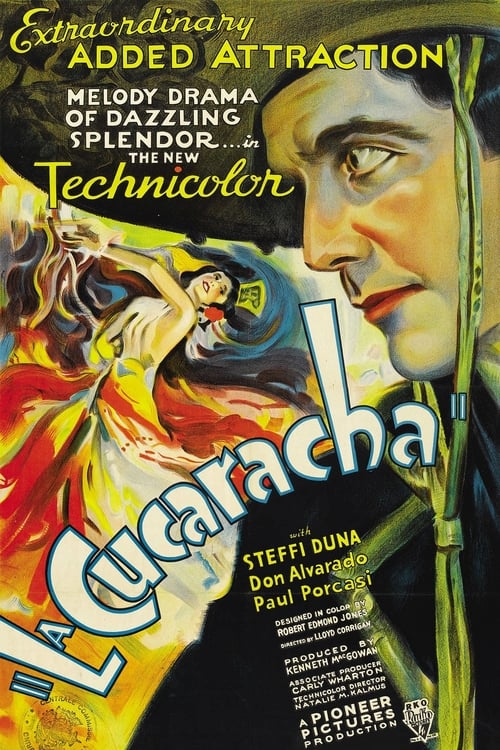 Extraordinary
ADDED ATTRACTION
MELODY DRAMA
OF DAZZLING
SPLENDOR...in
THE NEW
Technicolor
"LA CUCARACHA"
with
STEFFI DUNA
Don Alvarado
Paul Porcasi
DESIGNED IN COLOR BY
ROBERT EDMOND JONES
DIRECTED BY LLOYD CORRIGAN
PRODUCED BY
KENNETH MACGOWAN
ASSOCIATE PRODUCER
CARLY WHARTON
TECHNICOLOR DIRECTOR
NATALIE M. KALMUS
A PIONEER
PICTURES
PRODUCTION
RKO
Radio